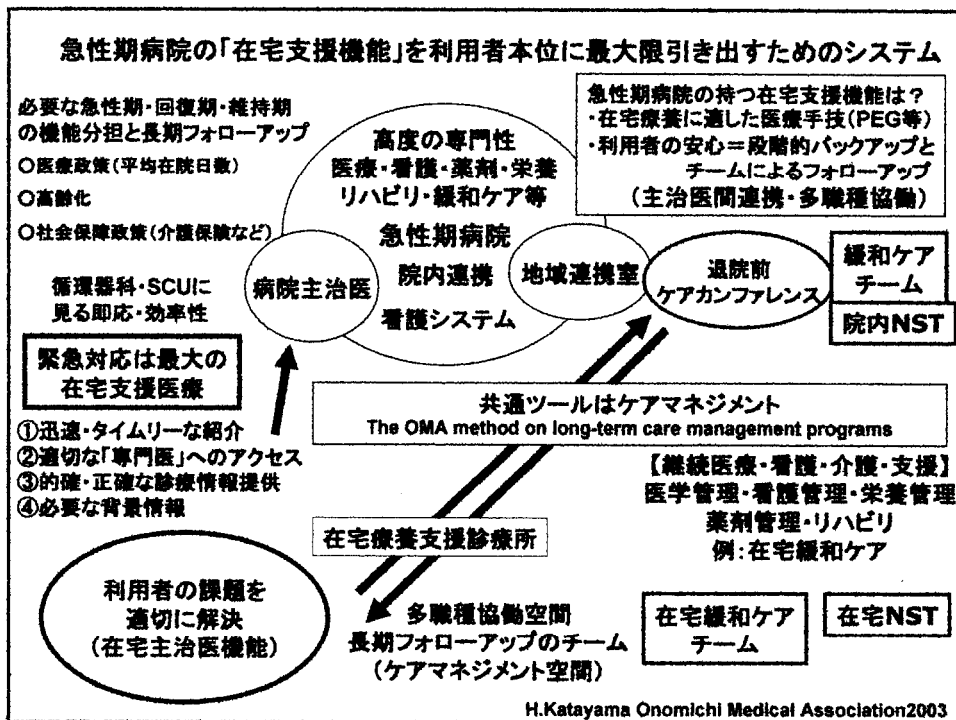 急性期病院の「在宅支援機能」を利用者本位に最大限引き出すためのシステム
必要な急性期・回復期・維持期
の機能分担と長期フォローアップ
○医療政策(平均在院日数)
○高齢化
○社会保障政策(介護保険など)
循環器科・SCUに
見る即応・効率性
緊急対応は最大の
在宅支援医療
①迅速・タイムリーな紹介
②適切な「専門医」へのアクセス
③的確・正確な診療情報提供
④必要な背景情報
高度の専門性
医療・看護・薬剤・栄養
リハビリ・緩和ケア等
急性期病院
病院主治医
院内連携
地域連携室
看護システム
急性期病院の持つ在宅支援機能は？
・在宅療養に適した医療手技(PEG等)
・利用者の安心＝段階的バックアップと
チームによるフォローアップ
(主治医間連携・多職種協働)
退院前
ケアカンファレンス
緩和ケア
チーム
院内NST
共通ツールはケアマネジメント
The OMA method on long-term care management programs
【継続医療・看護・介護・支援】
医学管理・看護管理・栄養管理
薬剤管理・リハビリ
例:在宅緩和ケア
在宅療養支援診療所
利用者の課題を
適切に解決
(在宅主治医機能)
多職種協働空間
長期フォローアップのチーム
(ケアマネジメント空間)
在宅緩和ケア
チーム
在宅NST
H.Katayama Onomichi Medical Association2003